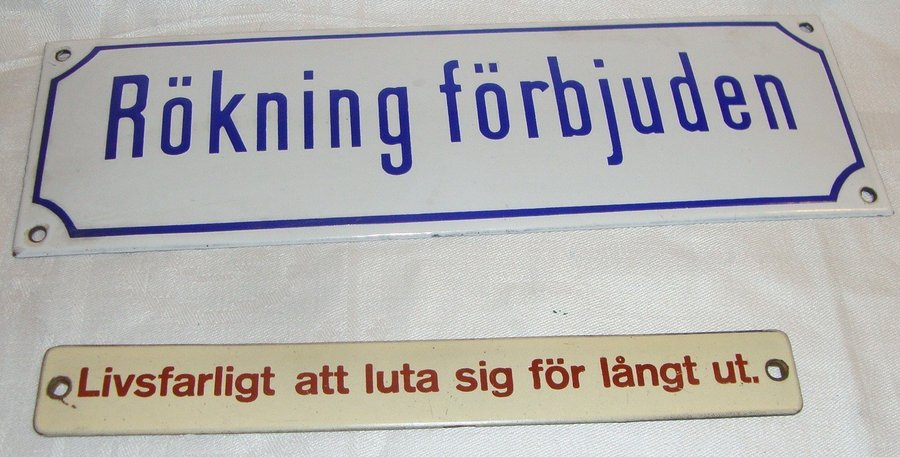 Rökning förbjuden
Livsfarligt att luta sig för långt ut.